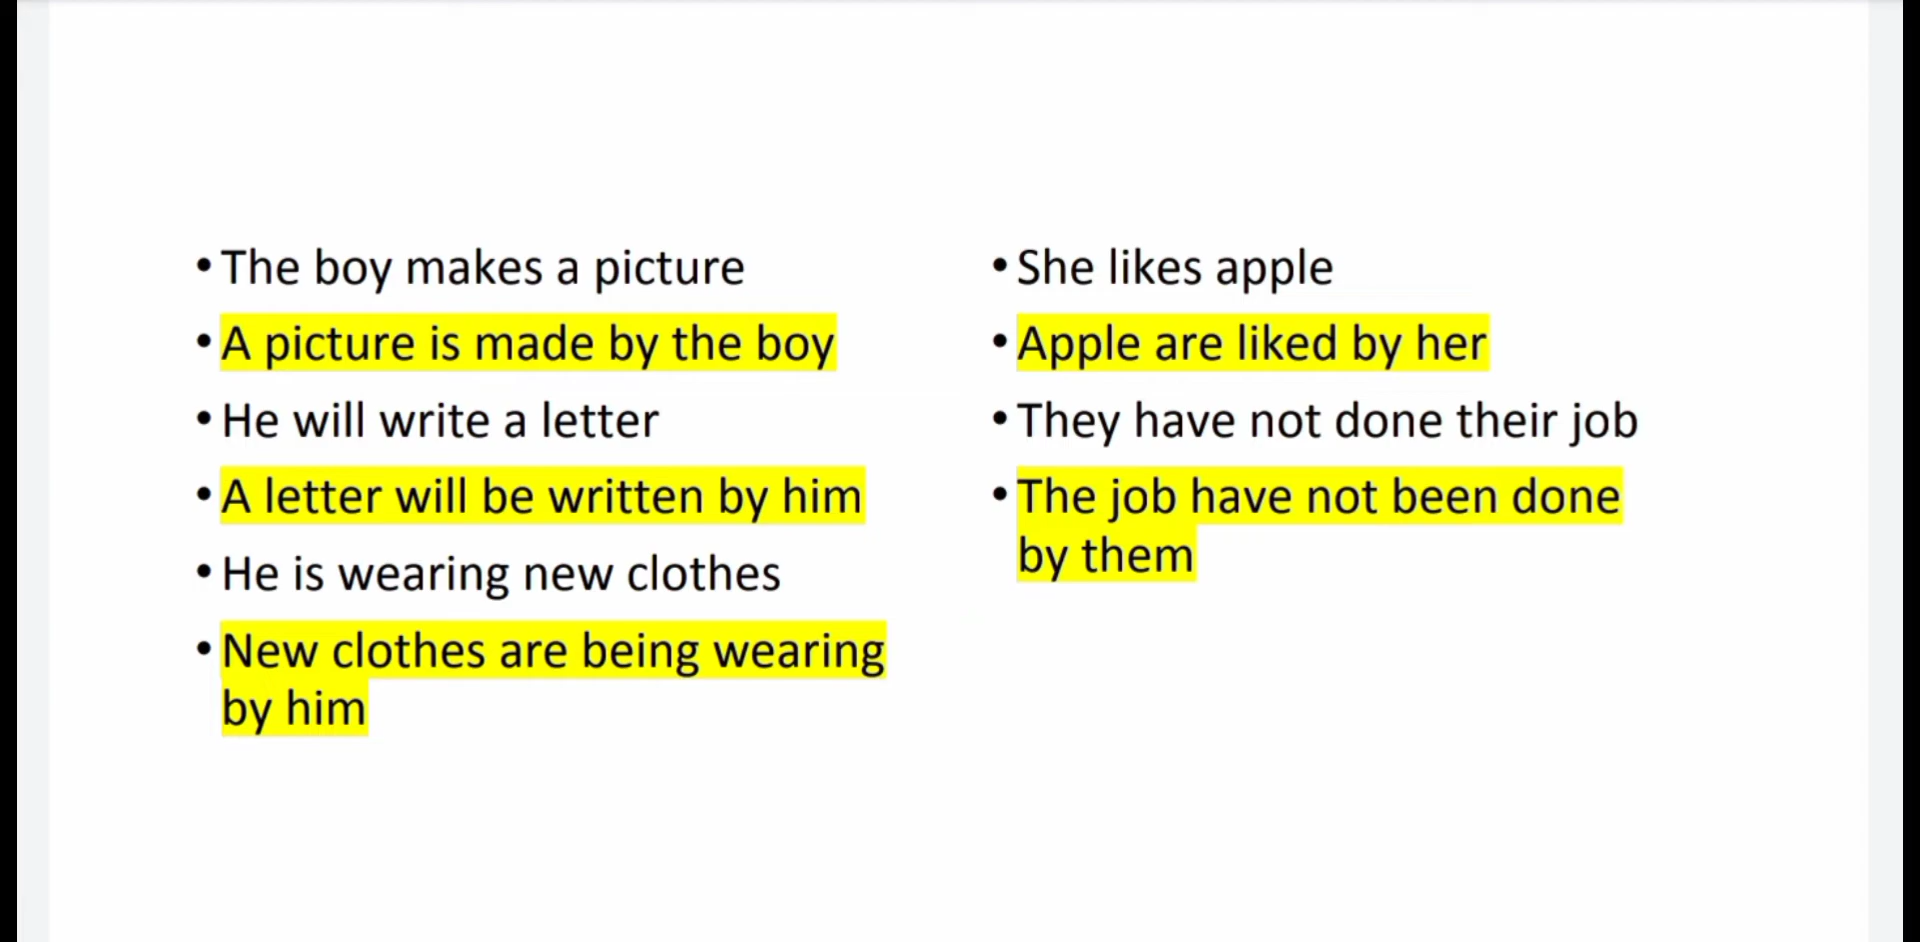 • The boy makes a picture
• A picture is made by the boy
• He will write a letter
• A letter will be written by him
• He is wearing new clothes
• New clothes are being wearing
by him
• She likes apple
• Apple are liked by her
• They have not done their job
• The job have not been done
by them